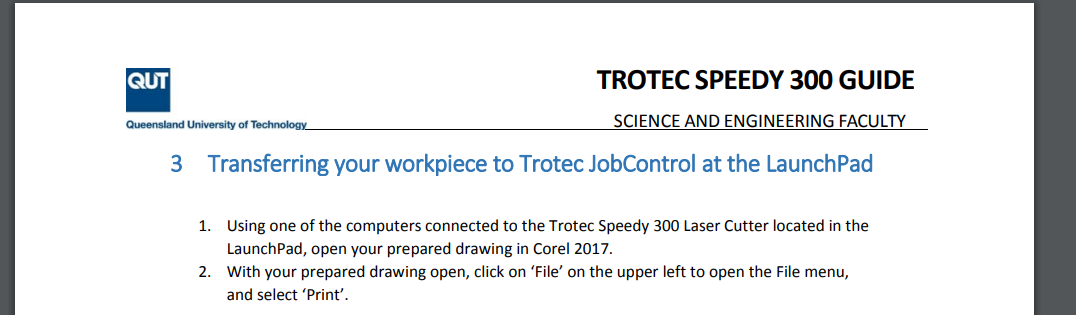 QUT
Queensland University of Technology
TROTEC SPEEDY 300 GUIDE
SCIENCE AND ENGINEERING FACULTY
3 Transferring your workpiece to Trotec JobControl at the LaunchPad
1. Using one of the computers connected to the Trotec Speedy 300 Laser Cutter located in the
LaunchPad, open your prepared drawing in Corel 2017.
2. With your prepared drawing open, click on ‘File’ on the upper left to open the File menu,
and select ‘Print’.